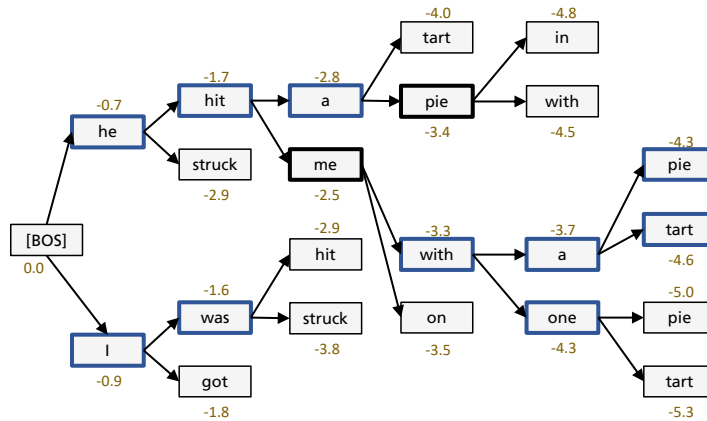 -4.0 -4.8
tart in
-1.7 -2.8
hit a pie with
-0.7 -3.4 -4.5
he
struck me -4.3
-2.9 -2.5 pie
-2.9 -3.3 -3.7
[BOS] hit with a tart
0.0 -4.6
-1.6 -5.0
was struck on one pie
-3.8 -3.5 -4.3
I
-0.9 got tart
-1.8 -5.3